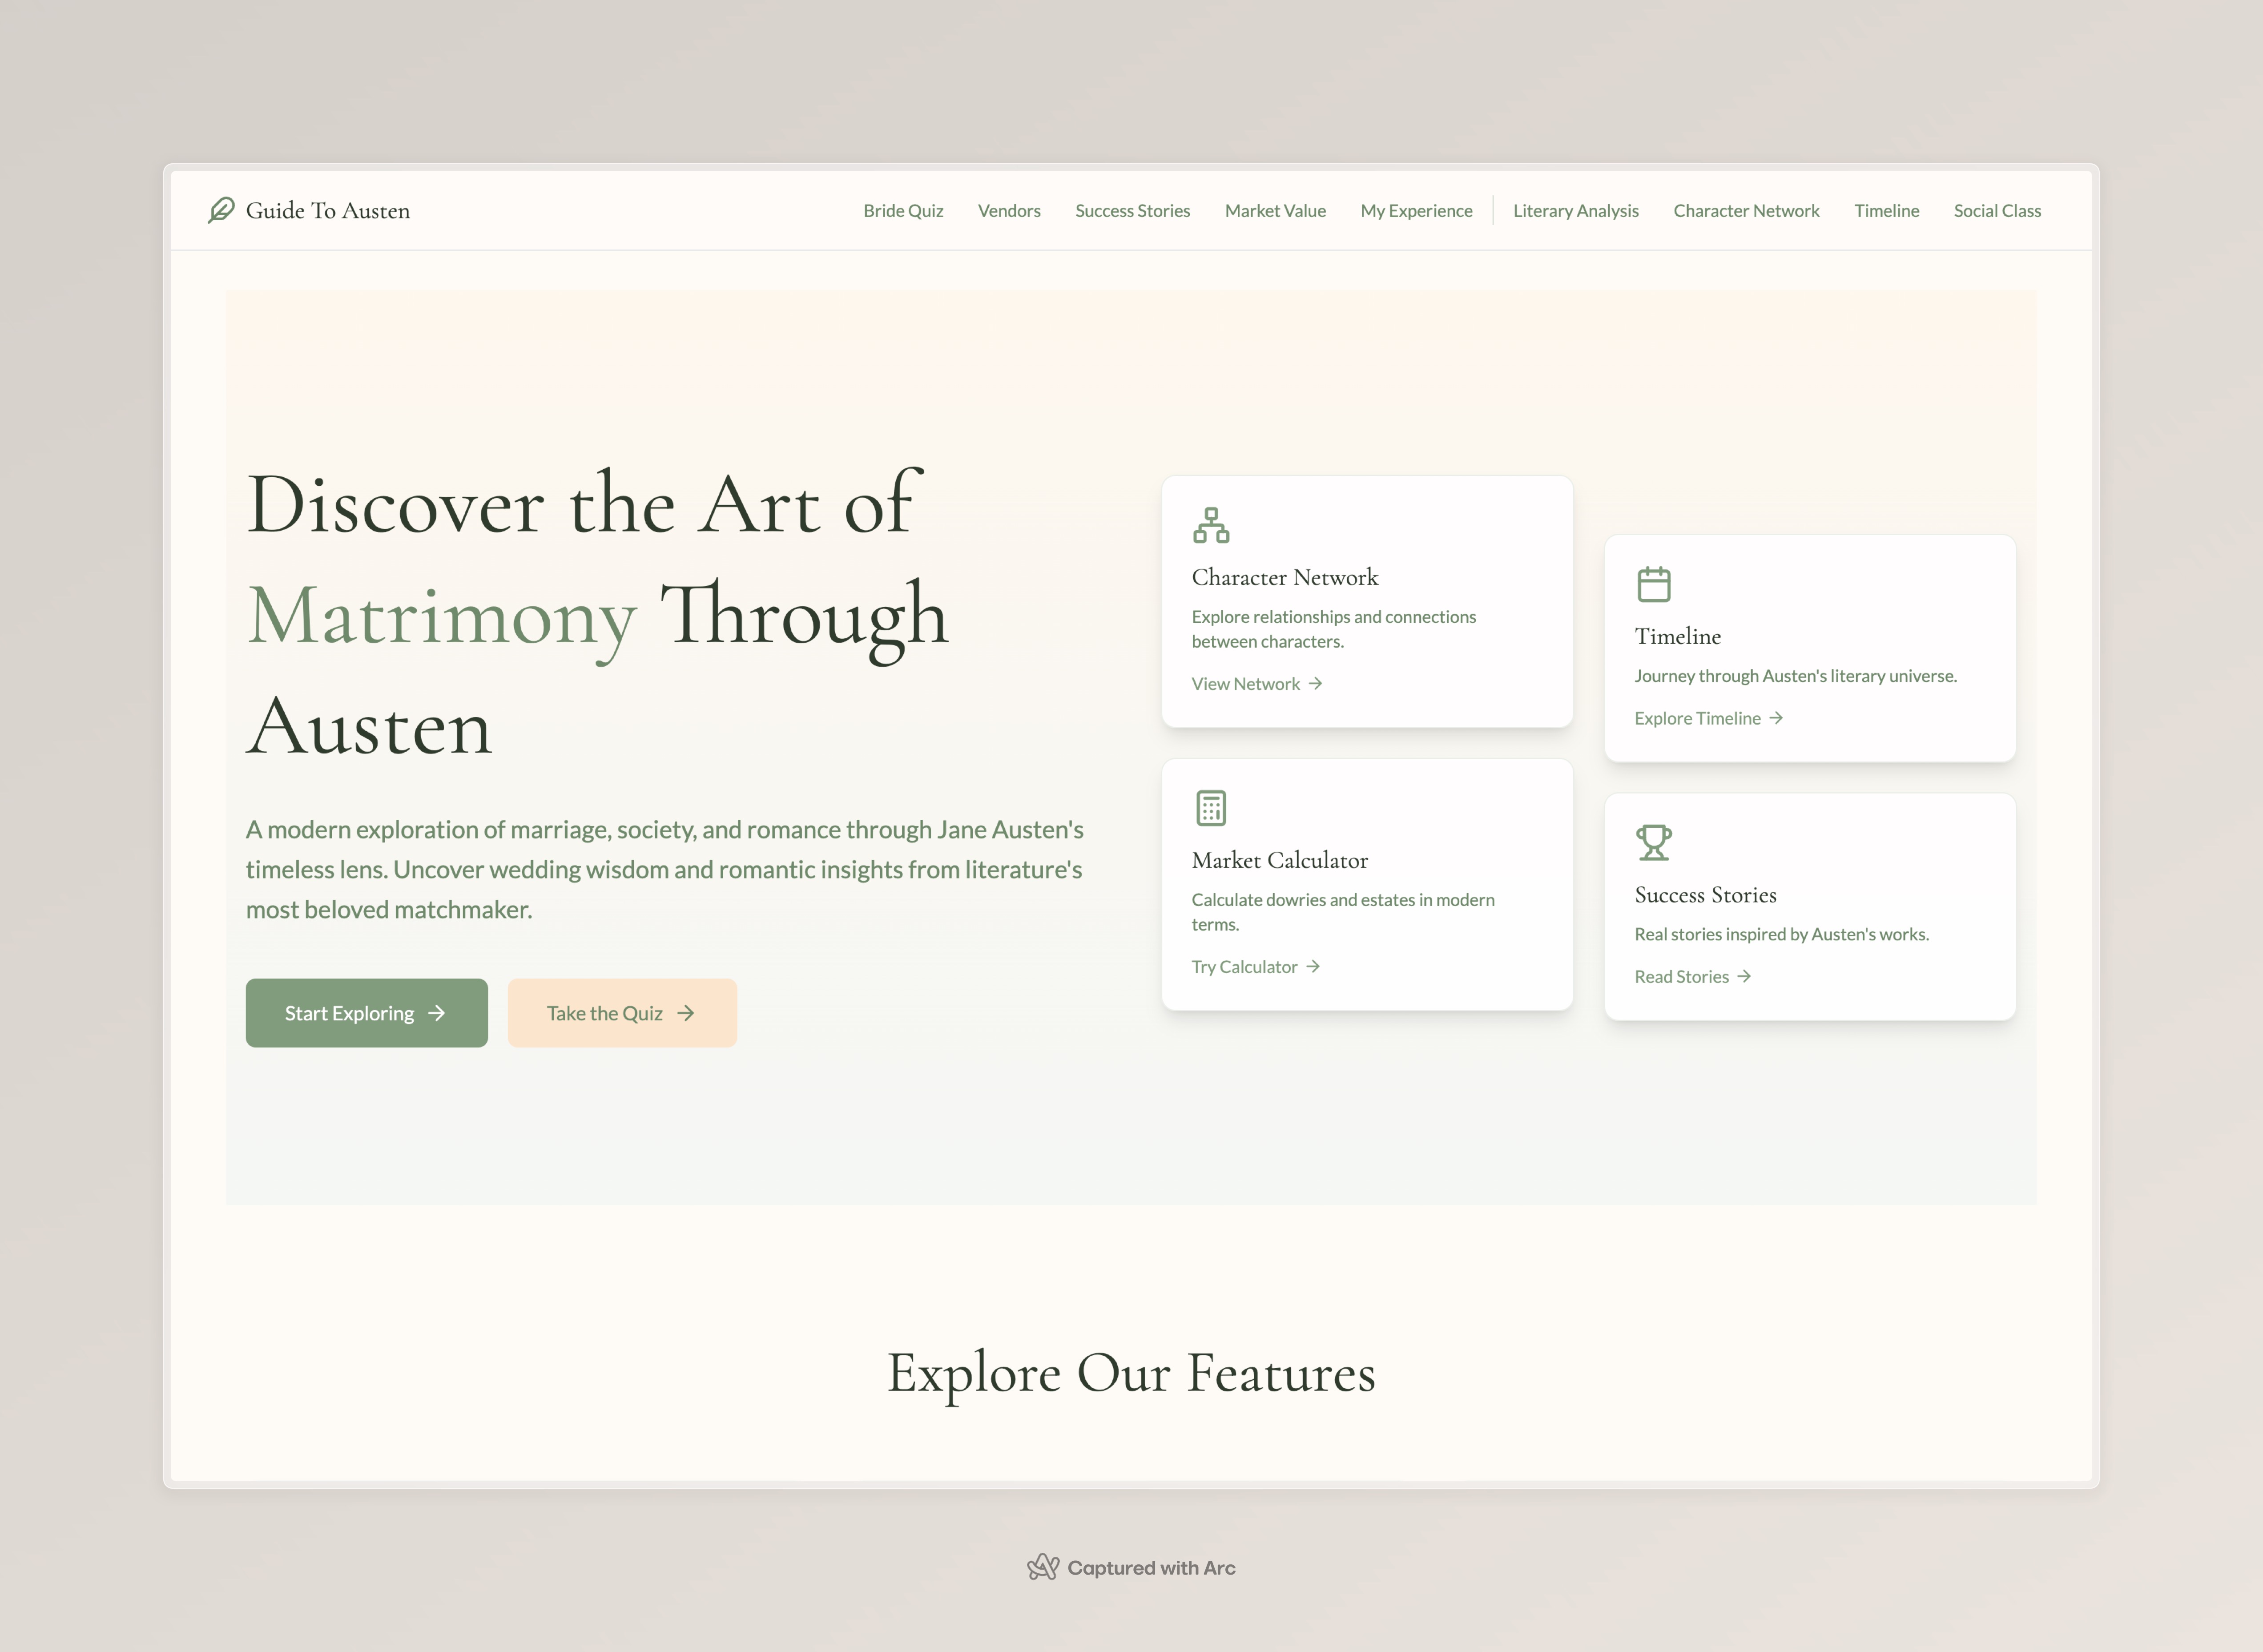 Guide To Austen
Bride Quiz
Vendors
Success Stories
Market Value
My Experience
Literary Analysis
Character Network
Timeline
Social Class
Discover the Art of
Matrimony Through
Austen
A modern exploration of marriage, society, and romance through Jane Austen's
timeless lens. Uncover wedding wisdom and romantic insights from literature's
most beloved matchmaker.
Start Exploring
Take the Quiz
Character Network
Explore relationships and connections
between characters.
View Network
Market Calculator
Calculate dowries and estates in modern
terms.
Try Calculator
Timeline
Journey through Austen's literary universe.
Explore Timeline
Success Stories
Real stories inspired by Austen's works.
Read Stories
Explore Our Features
Captured with Arc